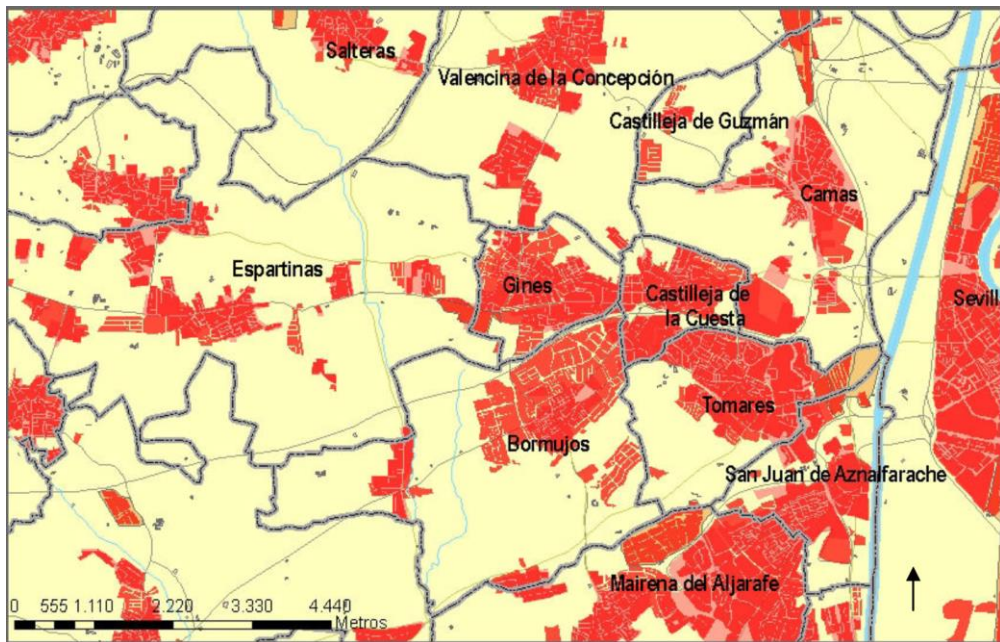 Salteras
Valencina de la Concepción
Castilleja de Guzmán
Camas
Espartinas
Gines
Castilleja de
la Cuesta
Sevill
Tomares
Bormujos
San Juan de Aznalfarache
Mairena del Aljarafe
0 555 1.110 2.220 3.330 4.440
Metros